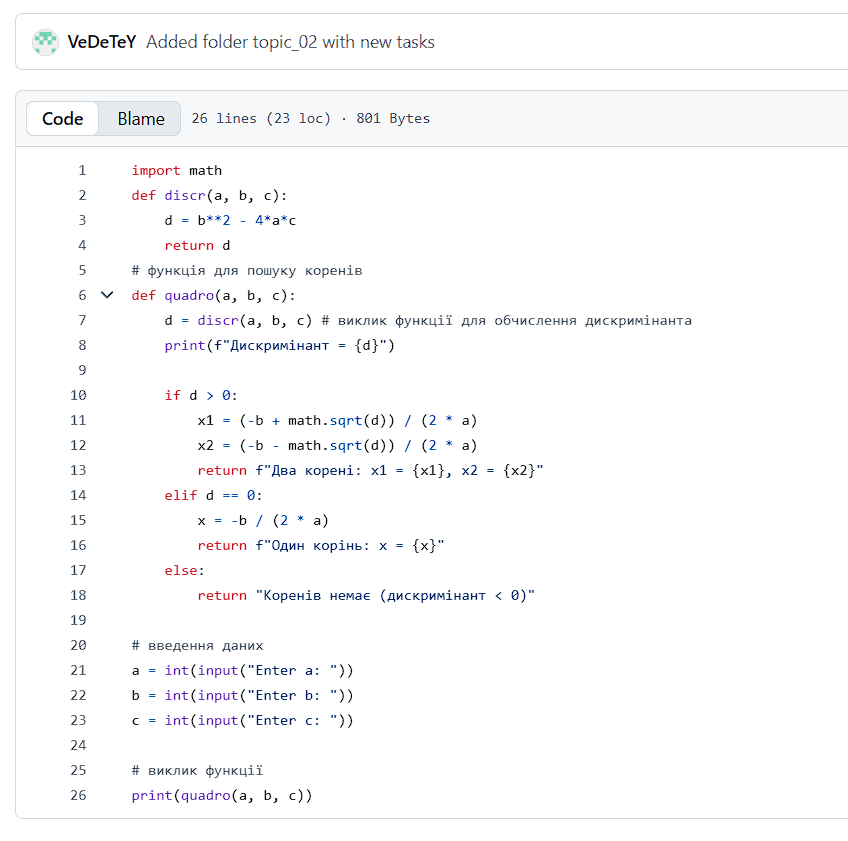 VeDeTeY Added folder topic_02 with new tasks
Code Blame 26 lines (23 loc) · 801 Bytes
1 import math
2 def discr(a, b, c):
3     d = b**2 - 4*a*c
4     return d
5 # функція для пошуку коренів
6 def quadro(a, b, c):
7     d = discr(a, b, c) # виклик функції для обчислення дискримінанта
8     print(f"Дискримінант = {d}")
9
10     if d > 0:
11         x1 = (-b + math.sqrt(d)) / (2 * a)
12         x2 = (-b - math.sqrt(d)) / (2 * a)
13         return f"Два корені: x1 = {x1}, x2 = {x2}"
14     elif d == 0:
15         x = -b / (2 * a)
16         return f"Один корінь: x = {x}"
17     else:
18         return "Коренів немає (дискримінант < 0)"
19
20 # введення даних
21 a = int(input("Enter a: "))
22 b = int(input("Enter b: "))
23 c = int(input("Enter c: "))
24
25 # виклик функції
26 print(quadro(a, b, c))